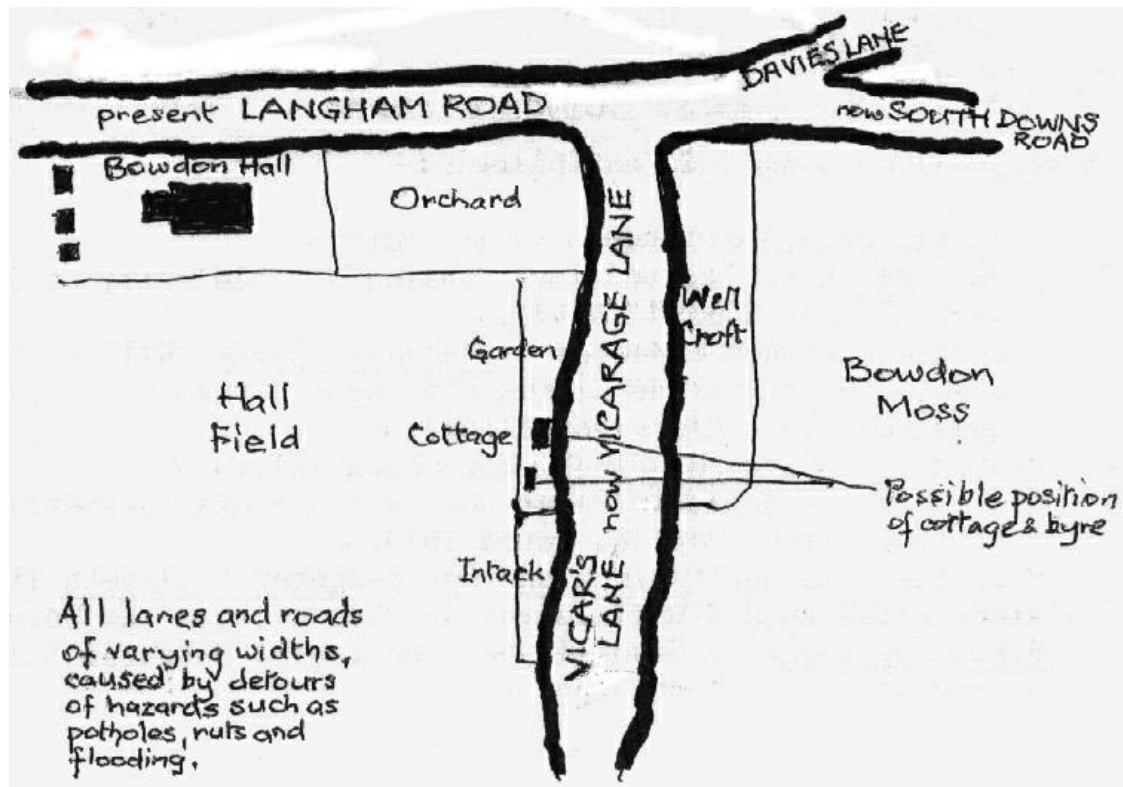 DAVIES LANE
present LANGHAM ROAD
now SOUTH DOWNS
ROAD
Bowdon Hall
Orchard
Well
Croft
Garden
Bowdon
Moss
Hall
Field
Cottage
VICAR'S
LANE now VICARAGE LANE
Possible position
of cottage & byre
Intack
All lanes and roads
of varying widths,
caused by detours
of hazards such as
potholes, ruts and
flooding.